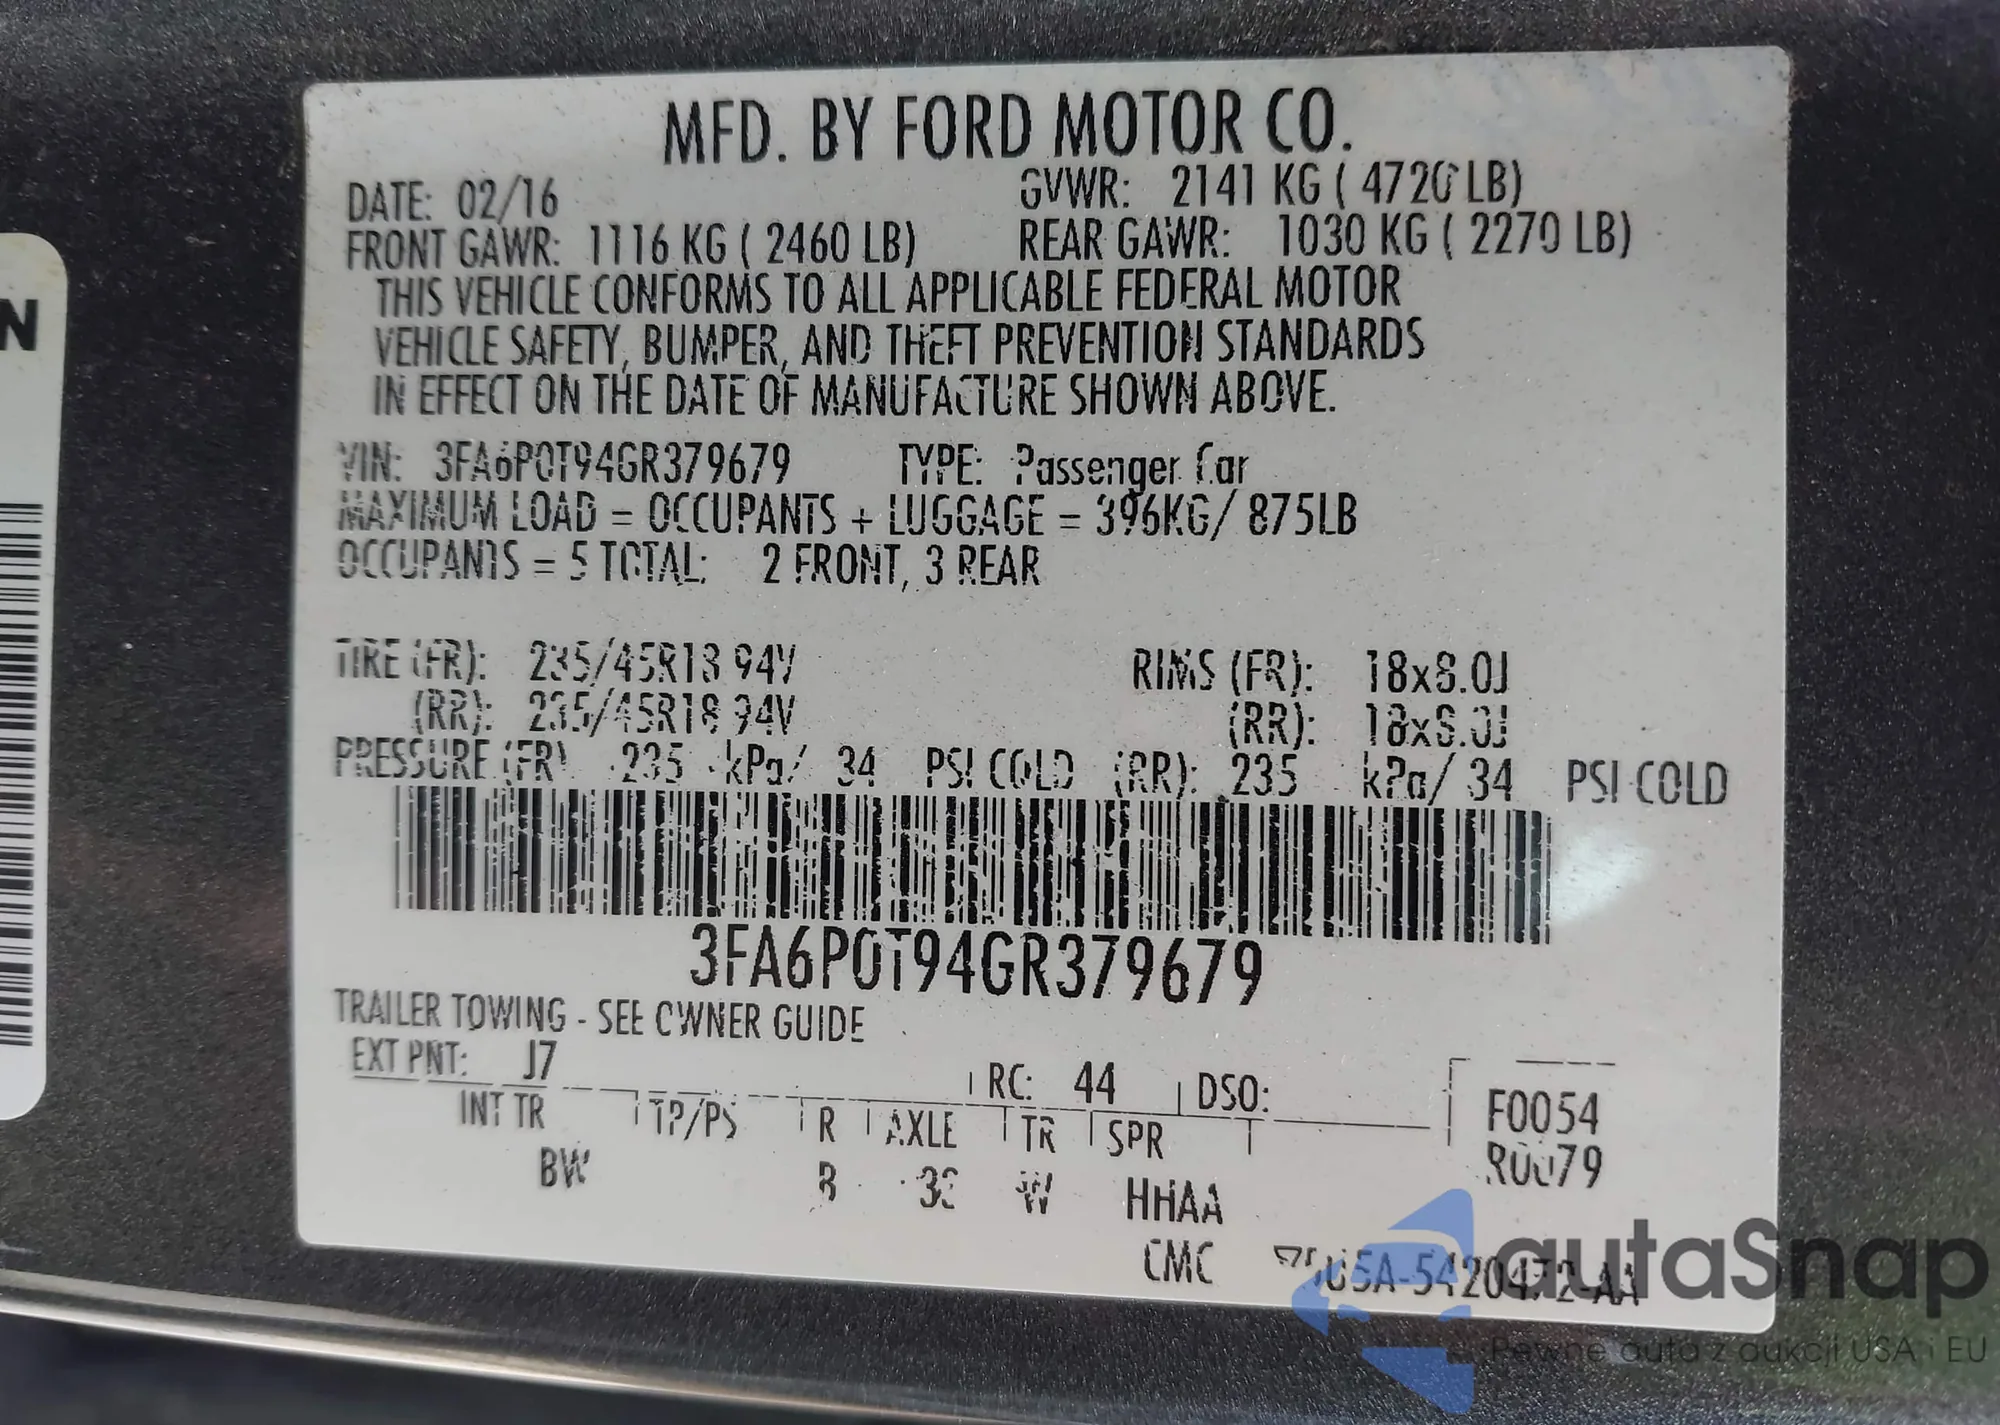 MFD. BY FORD MOTOR CO.
DATE: 02/16 GVWR: 2141 KG ( 4720 LB)
FRONT GAWR: 1116 KG ( 2460 LB) REAR GAWR: 1030 KG ( 2270 LB)
THIS VEHICLE CONFORMS TO ALL APPLICABLE FEDERAL MOTOR
VEHICLE SAFETY, BUMPER, AND THEFT PREVENTION STANDARDS
IN EFFECT ON THE DATE OF MANUFACTURE SHOWN ABOVE.
VIN: 3FA6P0T94GR379679 TYPE: Passenger Car
MAXIMUM LOAD = OCCUPANTS + LUGGAGE = 396KG/ 875LB
OCCUPANTS = 5 TOTAL: 2 FRONT, 3 REAR
TIRE (FR): 235/45R18 94V RIMS (FR): 18x8.0J
(RR): 235/45R18 94V (RR): 18x8.0J
PRESSURE (FR) 235 kPa/ 34 PSI COLD (RR): 235 kPa/ 34 PSI COLD
3FA6P0T94GR379679
TRAILER TOWING - SEE OWNER GUIDE
EXT PNT: J7 RC: 44 DSO:
INT TR TP/PS R AXLE TR SPR F0054
BW B W HHAA R0079
CMC 5420472-AA
N
autaSnap
Pewne auta z aukcji USA i EU